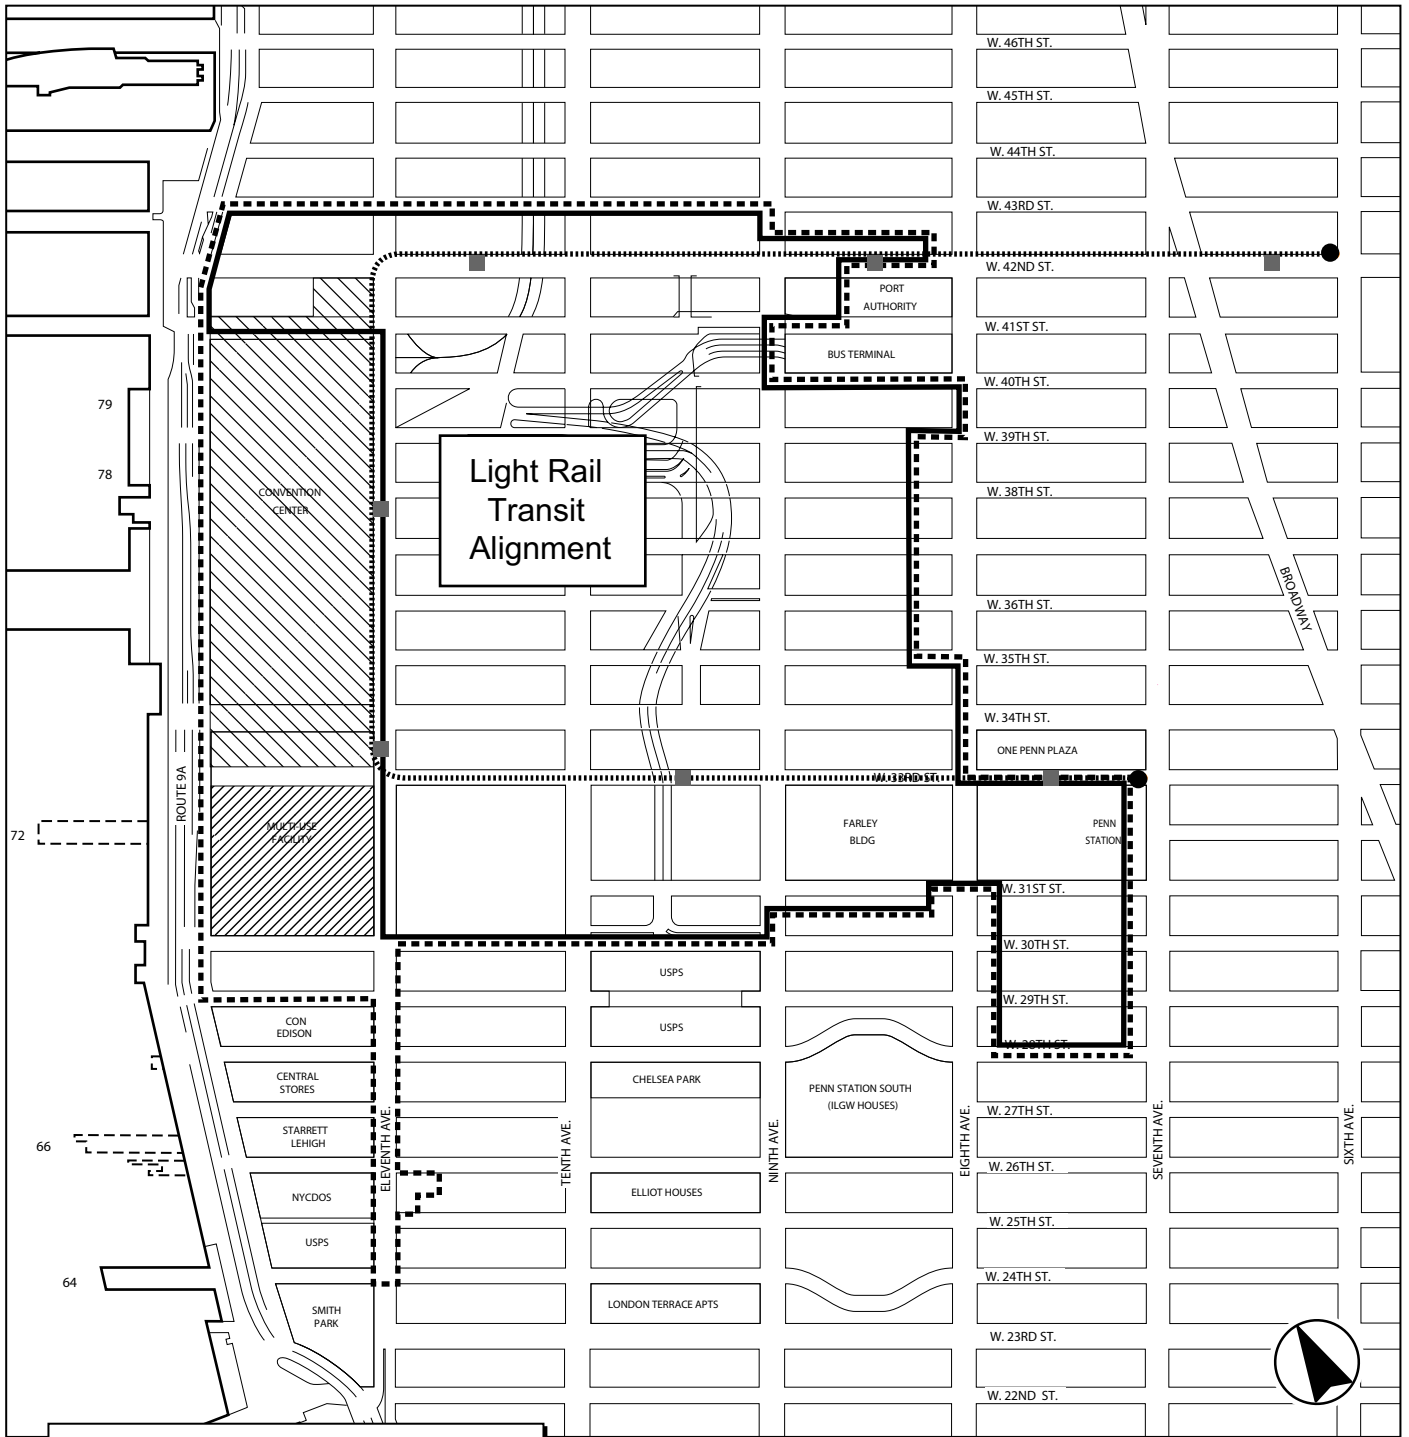 W. 46TH ST.
W. 45TH ST.
W. 44TH ST.
W. 43RD ST.
W. 42ND ST.
PORT
AUTHORITY
W. 41ST ST.
BUS TERMINAL
W. 40TH ST.
79
W. 39TH ST.
78
Light Rail
Transit
Alignment
CONVENTION
CENTER
W. 38TH ST.
BROADWAY
W. 36TH ST.
W. 35TH ST.
W. 34TH ST.
ONE PENN PLAZA
W. 33RD ST.
ROUTE 9A
72
MULTI-USE
FACILITY
FARLEY
BLDG
PENN
STATION
W. 31ST ST.
W. 30TH ST.
USPS
W. 29TH ST.
CON
EDISON
USPS
W. 28TH ST.
CENTRAL
STORES
CHELSEA PARK
PENN STATION SOUTH
(ILGW HOUSES)
W. 27TH ST.
STARRETT
LEHIGH
66
ELEVENTH AVE.
TENTH AVE.
NINTH AVE.
EIGHTH AVE.
SEVENTH AVE.
SIXTH AVE.
W. 26TH ST.
NYCDOS
ELLIOT HOUSES
W. 25TH ST.
USPS
64
W. 24TH ST.
SMITH
PARK
LONDON TERRACE APTS
W. 23RD ST.
W. 22ND ST.